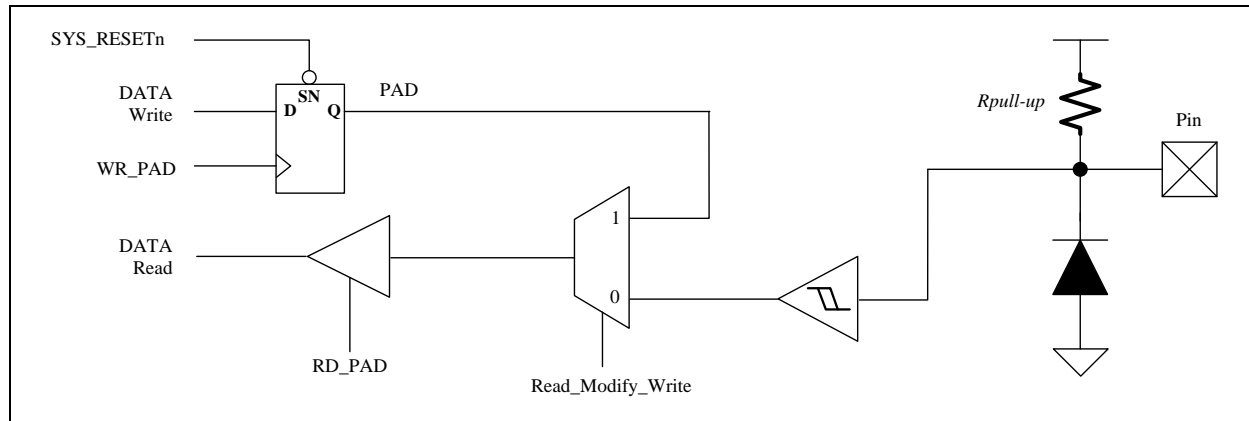 SYS_RESETn
DATA
Write
WR_PAD
SN
D
Q
PAD
Rpull-up
Pin
1
0
DATA
Read
RD_PAD
Read_Modify_Write